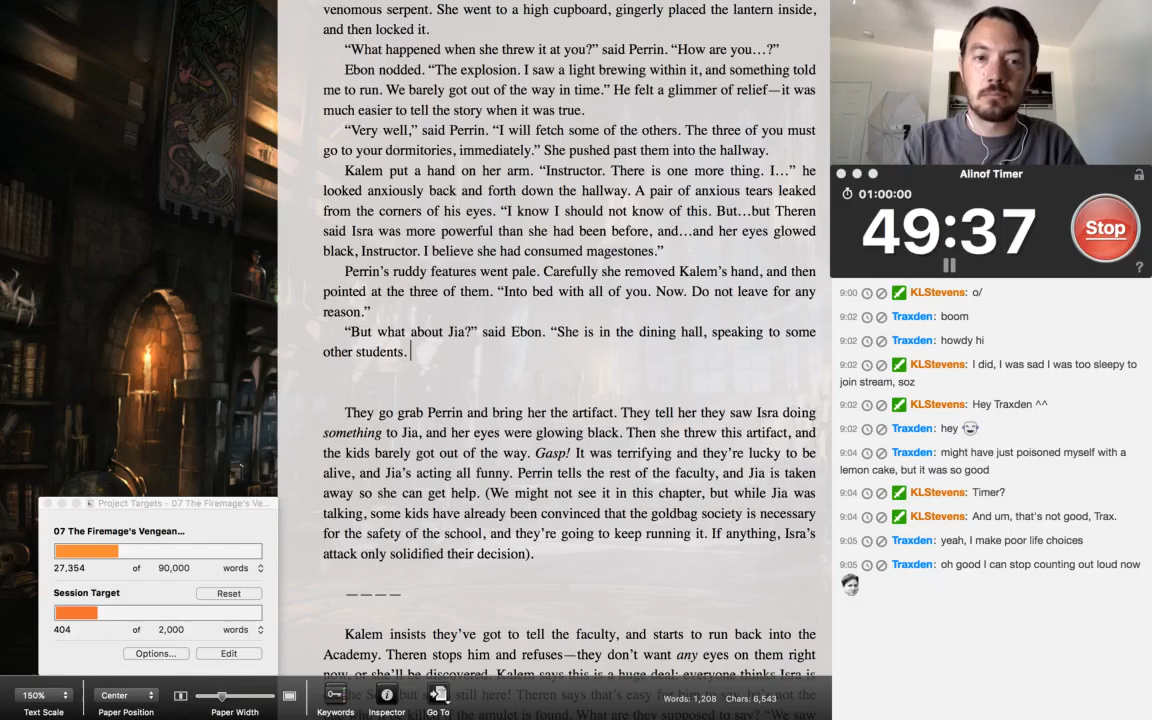 venomous serpent. She went to a high cupboard, gingerly placed the lantern inside,
and then locked it.
“What happened when she threw it at you?” said Perrin. “How are you…?”
Ebon nodded. “The explosion. I saw a light brewing within it, and something told
me to run. We barely got out of the way in time.” He felt a glimmer of relief—it was
much easier to tell the story when it was true.
“Very well,” said Perrin. “I will fetch some of the others. The three of you must
go to your dormitories, immediately.” She pushed past them into the hallway.
Kalem put a hand on her arm. “Instructor. There is one more thing. I…” he
looked anxiously back and forth down the hallway. A pair of anxious tears leaked
from the corners of his eyes. “I know I should not know of this. But…but Theren
said Isra was more powerful than she had been before, and…and her eyes glowed
black, Instructor. I believe she had consumed magestones.”
Perrin’s ruddy features went pale. Carefully she removed Kalem’s hand, and then
pointed at the three of them. “Into bed with all of you. Now. Do not leave for any
reason.”
“But what about Jia?” said Ebon. “She is in the dining hall, speaking to some
other students.
They go grab Perrin and bring her the artifact. They tell her they saw Isra doing
something to Jia, and her eyes were glowing black. Then she threw this artifact, and
the kids barely got out of the way. Gasp! It was terrifying and they’re lucky to be
alive, and Jia’s acting all funny. Perrin tells the rest of the faculty, and Jia is taken
away so she can get help. (We might not see it in this chapter, but while Jia was
talking, some kids have already been convinced that the goldbag society is necessary
for the safety of the school, and they’re going to keep running it. If anything, Isra’s
attack only solidified their decision).
————
Kalem insists they’ve got to tell the faculty, and starts to run back into the
Academy. Theren stops him and refuses—they don’t want any eyes on them right
Project Targets - 07 The Firemage's Ve...
07 The Firemage's Vengean...
27,354 of 90,000 words
Session Target
Reset
404 of 2,000 words
Options...
Edit
150%
Text Scale
Center
Paper Position
Paper Width
Keywords
Inspector
Go To
Words: 1,208 Chars: 6,543
Alinof Timer
01:00:00
49:37
Stop
?
9:00 KLStevens: o/
9:02 Traxden: boom
9:02 Traxden: howdy hi
9:02 KLStevens: I did, I was sad I was too sleepy to
join stream, soz
9:02 KLStevens: Hey Traxden ^^
9:02 Traxden: hey
9:04 Traxden: might have just poisoned myself with a
lemon cake, but it was so good
9:04 KLStevens: Timer?
9:04 KLStevens: And um, that's not good, Trax.
9:05 Traxden: yeah, I make poor life choices
9:05 Traxden: oh good I can stop counting out loud now